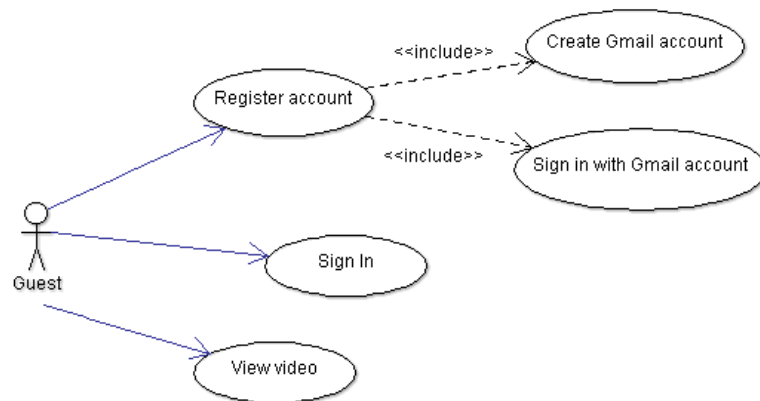 Create Gmail account
<<include>>
Register account
<<include>>
Sign in with Gmail account
Sign In
Guest
View video